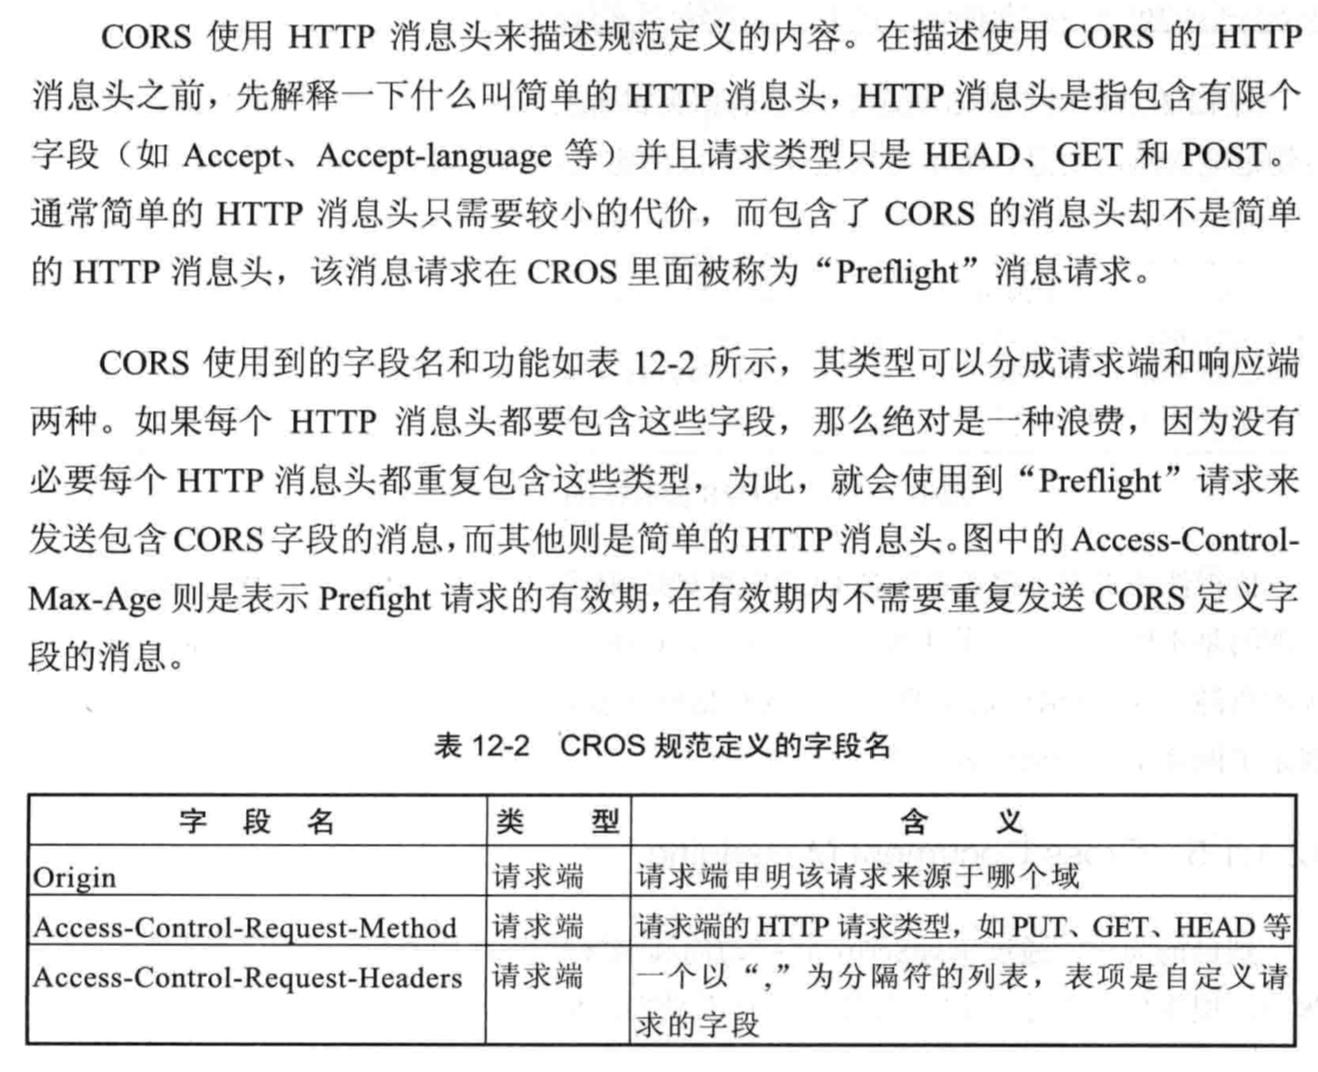 CORS 使用 HTTP 消息头来描述规范定义的内容。在描述使用 CORS 的 HTTP
消息头之前，先解释一下什么叫简单的 HTTP 消息头，HTTP 消息头是指包含有限个
字段（如 Accept、Accept-language 等）并且请求类型只是 HEAD、GET 和 POST。
通常简单的 HTTP 消息头只需要较小的代价，而包含了 CORS 的消息头却不是简单
的 HTTP 消息头，该消息请求在 CROS 里面被称为“Preflight”消息请求。
CORS 使用到的字段名和功能如表 12-2 所示，其类型可以分成请求端和响应端
两种。如果每个 HTTP 消息头都要包含这些字段，那么绝对是一种浪费，因为没有
必要每个 HTTP 消息头都重复包含这些类型，为此，就会使用到“Preflight”请求来
发送包含 CORS 字段的消息，而其他则是简单的 HTTP 消息头。图中的 Access-Control-
Max-Age 则是表示 Prefight 请求的有效期，在有效期内不需要重复发送 CORS 定义字
段的消息。
表 12-2 CROS 规范定义的字段名
字 段 名 类 型 含 义
Origin 请求端 请求端申明该请求来源于哪个域
Access-Control-Request-Method 请求端 请求端的 HTTP 请求类型，如 PUT、GET、HEAD 等
Access-Control-Request-Headers 请求端 一个以“,”为分隔符的列表，表项是自定义请
求的字段